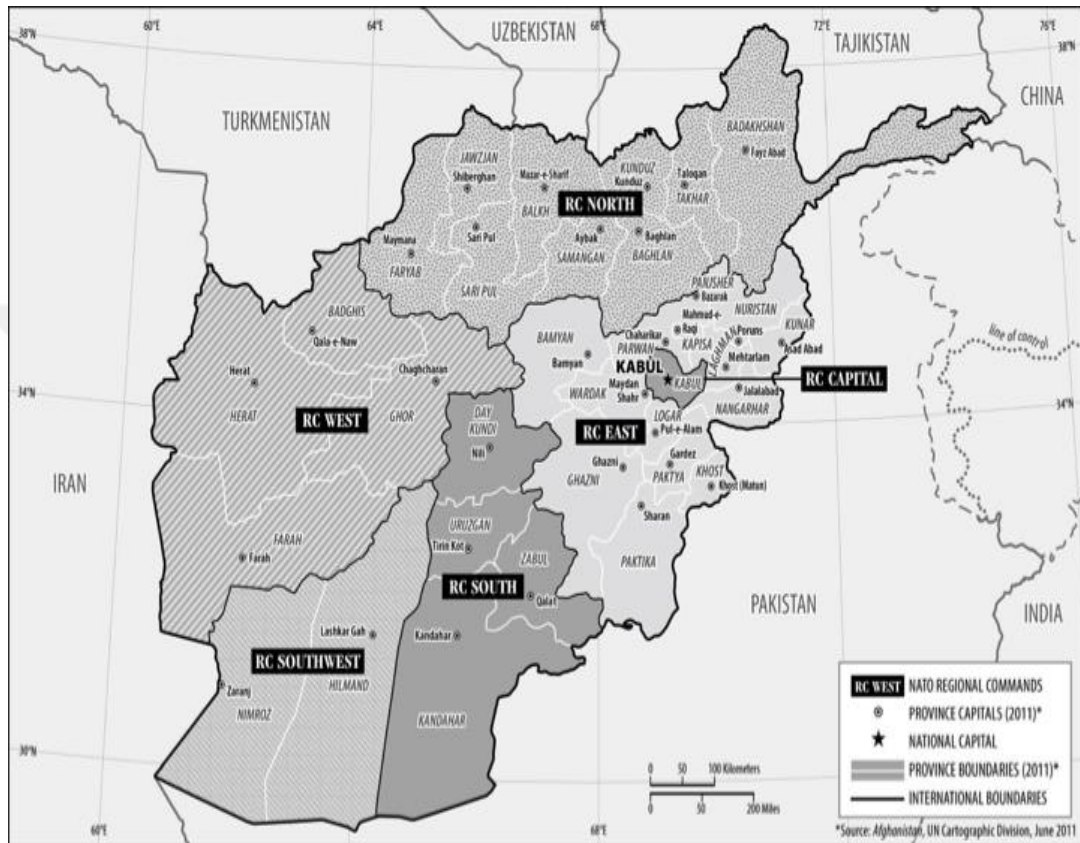 60°E
64°E
68°E
72°E
76°E
38°N
38°N
UZBEKISTAN
TAJIKISTAN
CHINA
TURKMENISTAN
BADAKHSHAN
Fayz Abad
JAWZJAN
Shiberghan
Mazar-e-Sharif
KUNDUZ
Kunduz
Taloqan
TAKHAR
BALKH
RC NORTH
Sari Pul
Aybak
Baghlan
Maymana
FARYAB
SARI PUL
SAMANGAN
BAGHLAN
PANJSHER
Bazarak
NURISTAN
BADGHIS
Qala-e-Naw
BAMYAN
Bamyan
Chaharikar
Mahmud-e-
Raqi
Poruns
KUNAR
PARWAN
KAPISA
LAGHMAN
Asad Abad
Mehtarlam
line of control
Herat
Chaghcharan
KABUL
KABUL
RC CAPITAL
34°N
34°N
HERAT
RC WEST
GHOR
WARDAK
Maydan
Shahr
Jalalabad
NANGARHAR
DAY
KUNDI
Nili
LOGAR
RC EAST
Pul-e-Alam
IRAN
Ghazni
GHAZNI
Gardez
PAKTYA
KHOST
Khost (Matun)
Sharan
FARAH
Farah
URUZGAN
Tirin Kot
ZABUL
PAKTIKA
RC SOUTH
Qalat
PAKISTAN
INDIA
Lashkar Gah
Kandahar
RC SOUTHWEST
HILMAND
Zaranj
NIMROZ
KANDAHAR
30°N
RC WEST NATO REGIONAL COMMANDS
PROVINCE CAPITALS (2011)*
NATIONAL CAPITAL
PROVINCE BOUNDARIES (2011)*
INTERNATIONAL BOUNDARIES
0 50 100 Kilometers
0 50 200 Miles
60°E
68°E
*Source: Afghanistan, UN Cartographic Division, June 2011